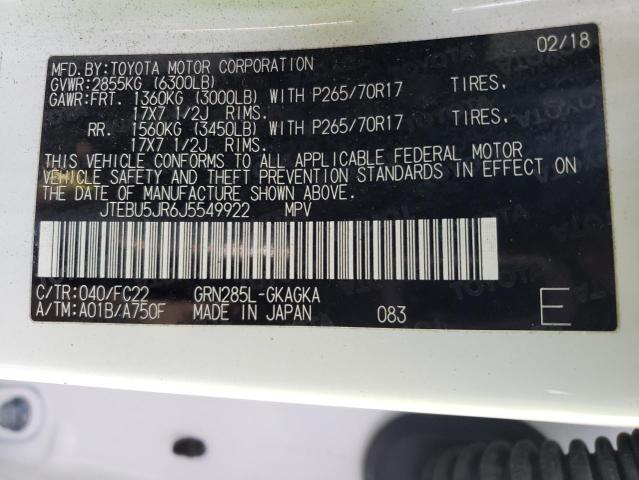 02/18
MFD.BY:TOYOTA MOTOR CORPORATION
GVWR:2855KG (6300LB)
GAWR:FRT. 1360KG (3000LB) WITH P265/70R17 TIRES,
17X7 1/2J RIMS.
RR. 1560KG (3450LB) WITH P265/70R17 TIRES,
17X7 1/2J RIMS.
THIS VEHICLE CONFORMS TO ALL APPLICABLE FEDERAL MOTOR
VEHICLE SAFETY AND THEFT PREVENTION STANDARDS IN EFFECT ON
THE DATE OF MANUFACTURE SHOWN ABOVE.
JTEBU5JR6J5549922 MPV
C/TR:040/FC22 GRN285L-GKAGKA
A/TM:A01B/A750F MADE IN JAPAN 083 E